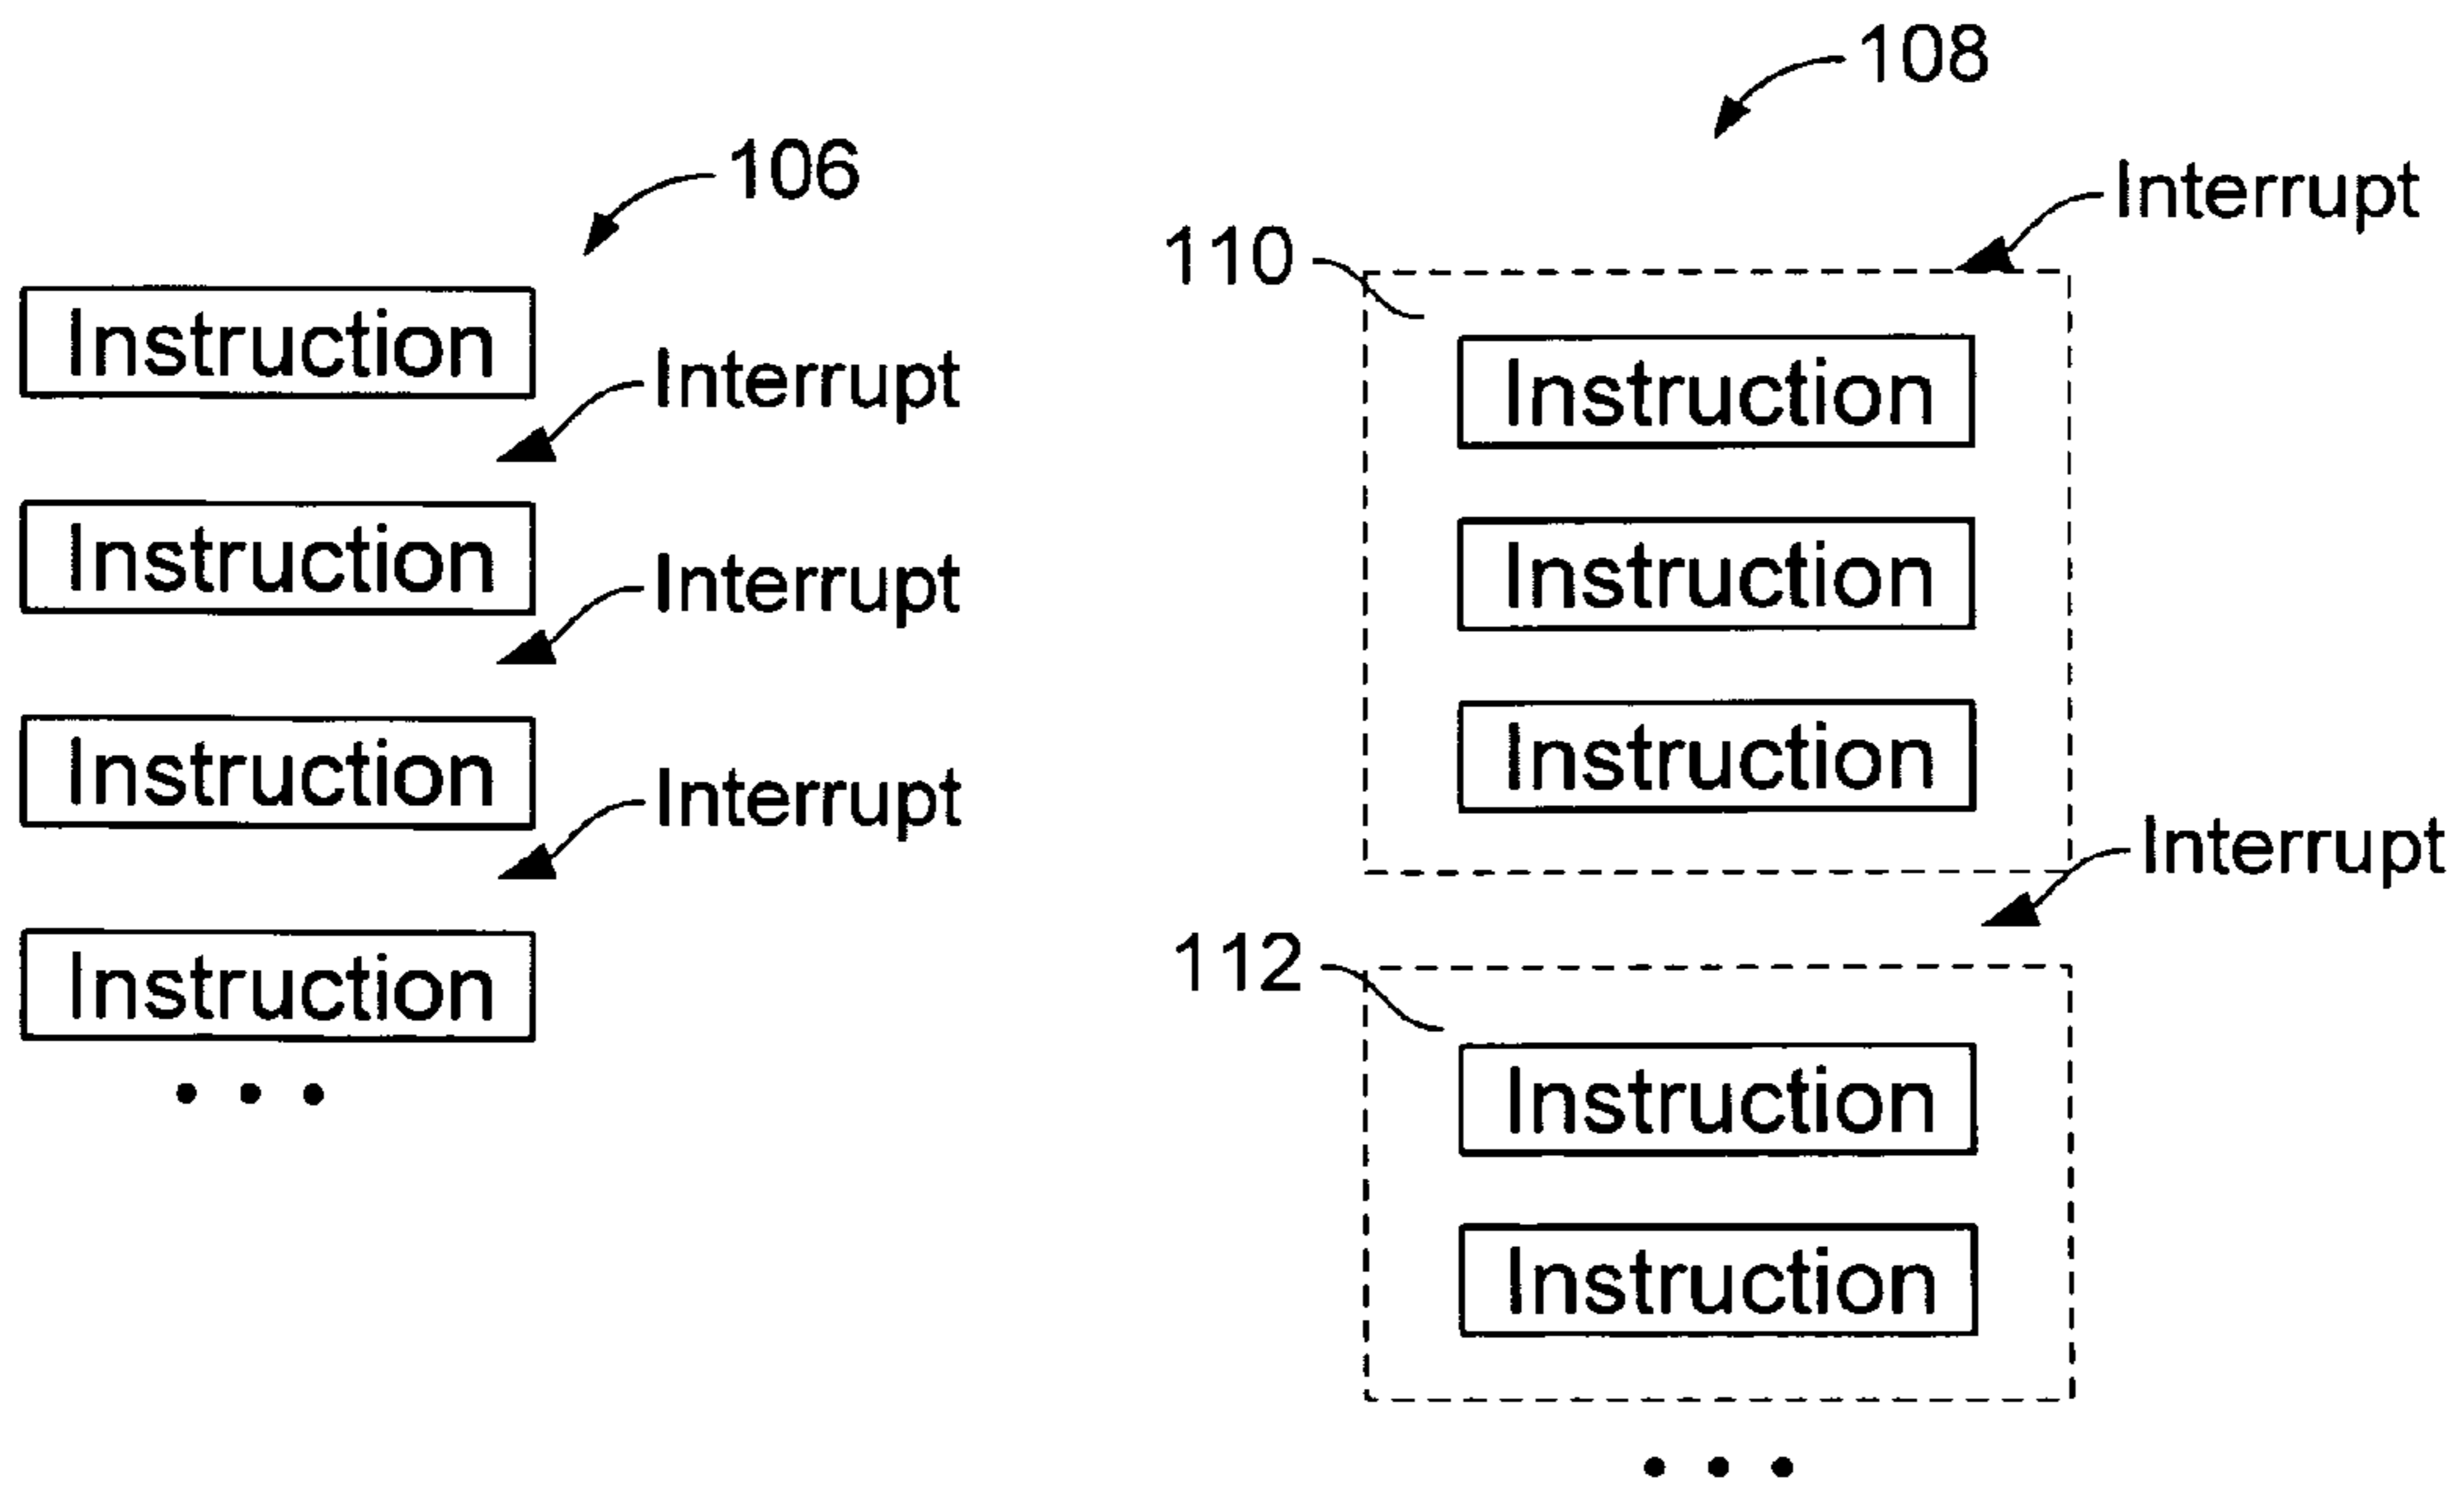 106
Instruction
Interrupt
Instruction
Interrupt
Instruction
Interrupt
Instruction
• • •
108
Interrupt
110
Instruction
Instruction
Instruction
Interrupt
112
Instruction
Instruction
• • •